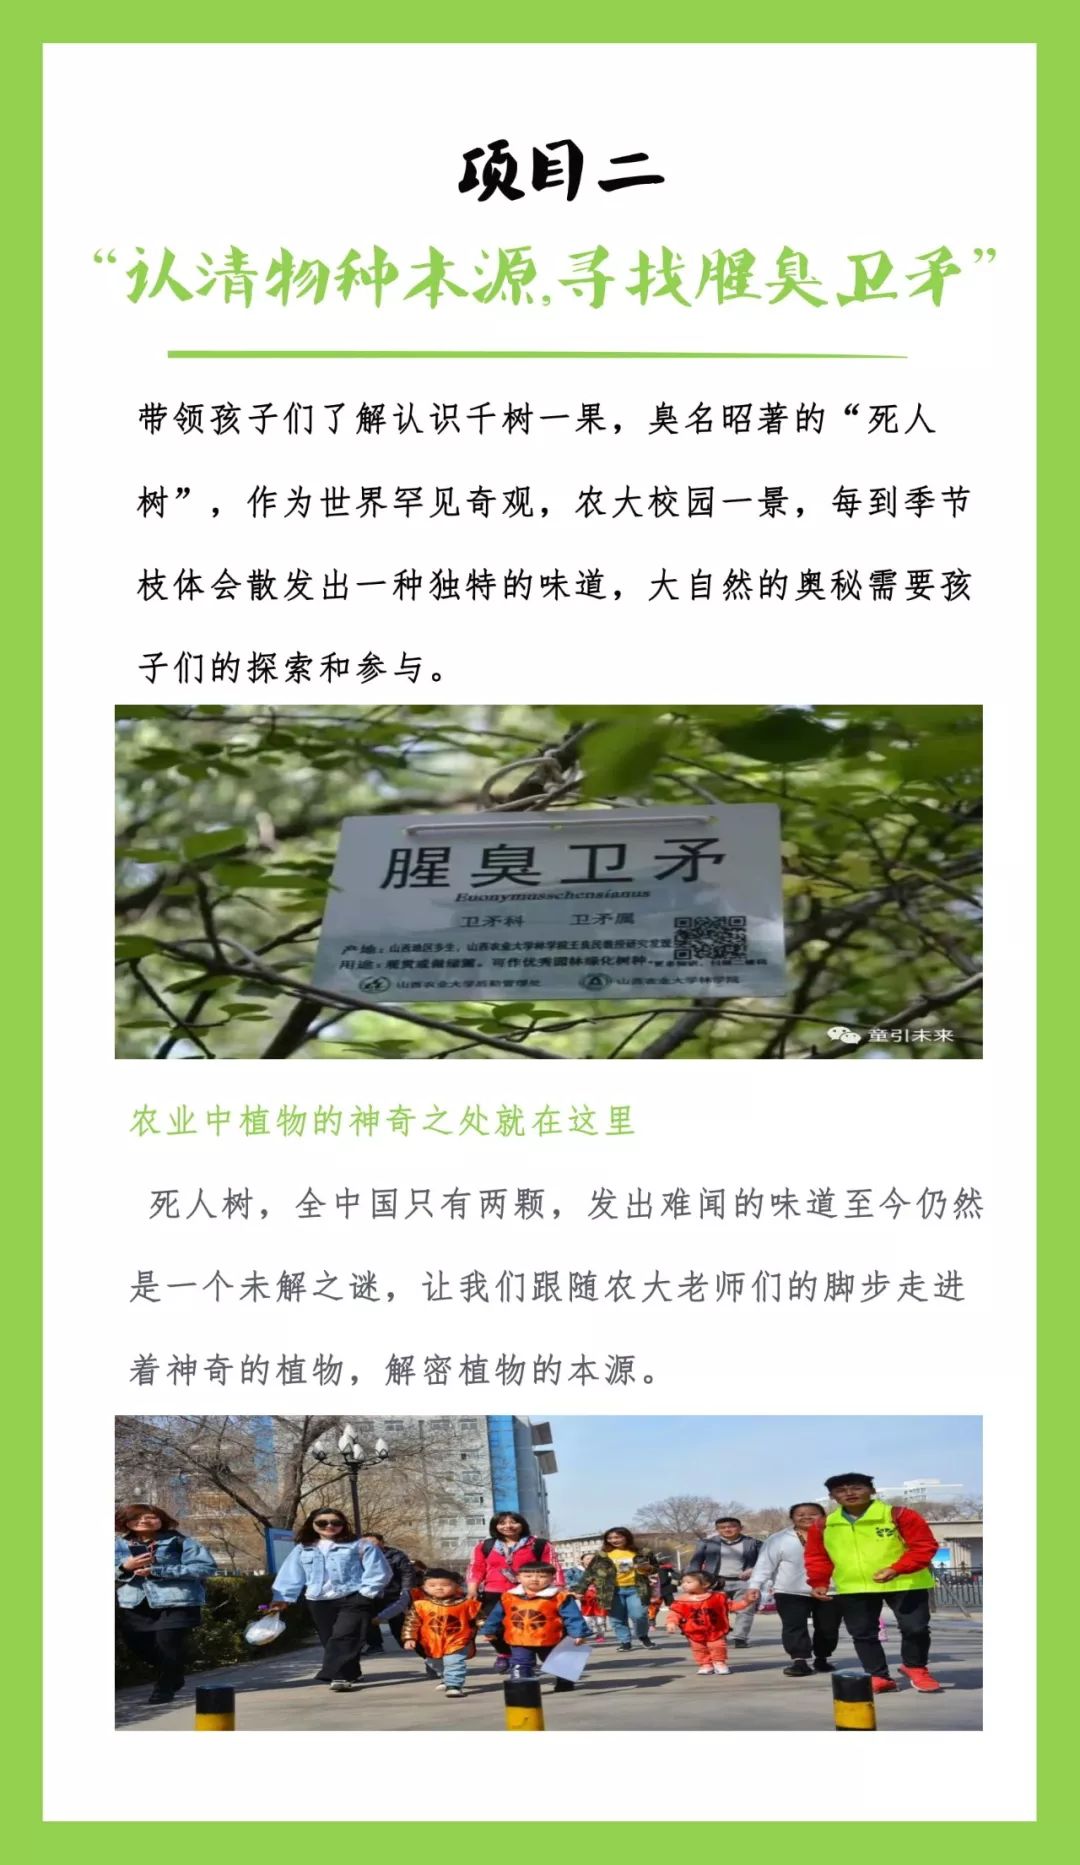 项目二
“认清物种本源,寻找腥臭卫矛”
带领孩子们了解认识千树一果，臭名昭著的“死人
树”，作为世界罕见奇观，农大校园一景，每到季节
枝体会散发出一种独特的味道，大自然的奥秘需要孩
子们的探索和参与。
腥臭卫矛
Euonymusschensianus
卫矛科 卫矛属
产地：山西地区多生，山西农业大学林学院王良民教授研究发现
用途：观赏或做绿篱。可作优秀园林绿化树种
山西农业大学后勤管理处 山西农业大学林学院
童引未来
农业中植物的神奇之处就在这里
死人树，全中国只有两颗，发出难闻的味道至今仍然
是一个未解之谜，让我们跟随农大老师们的脚步走进
着神奇的植物，解密植物的本源。